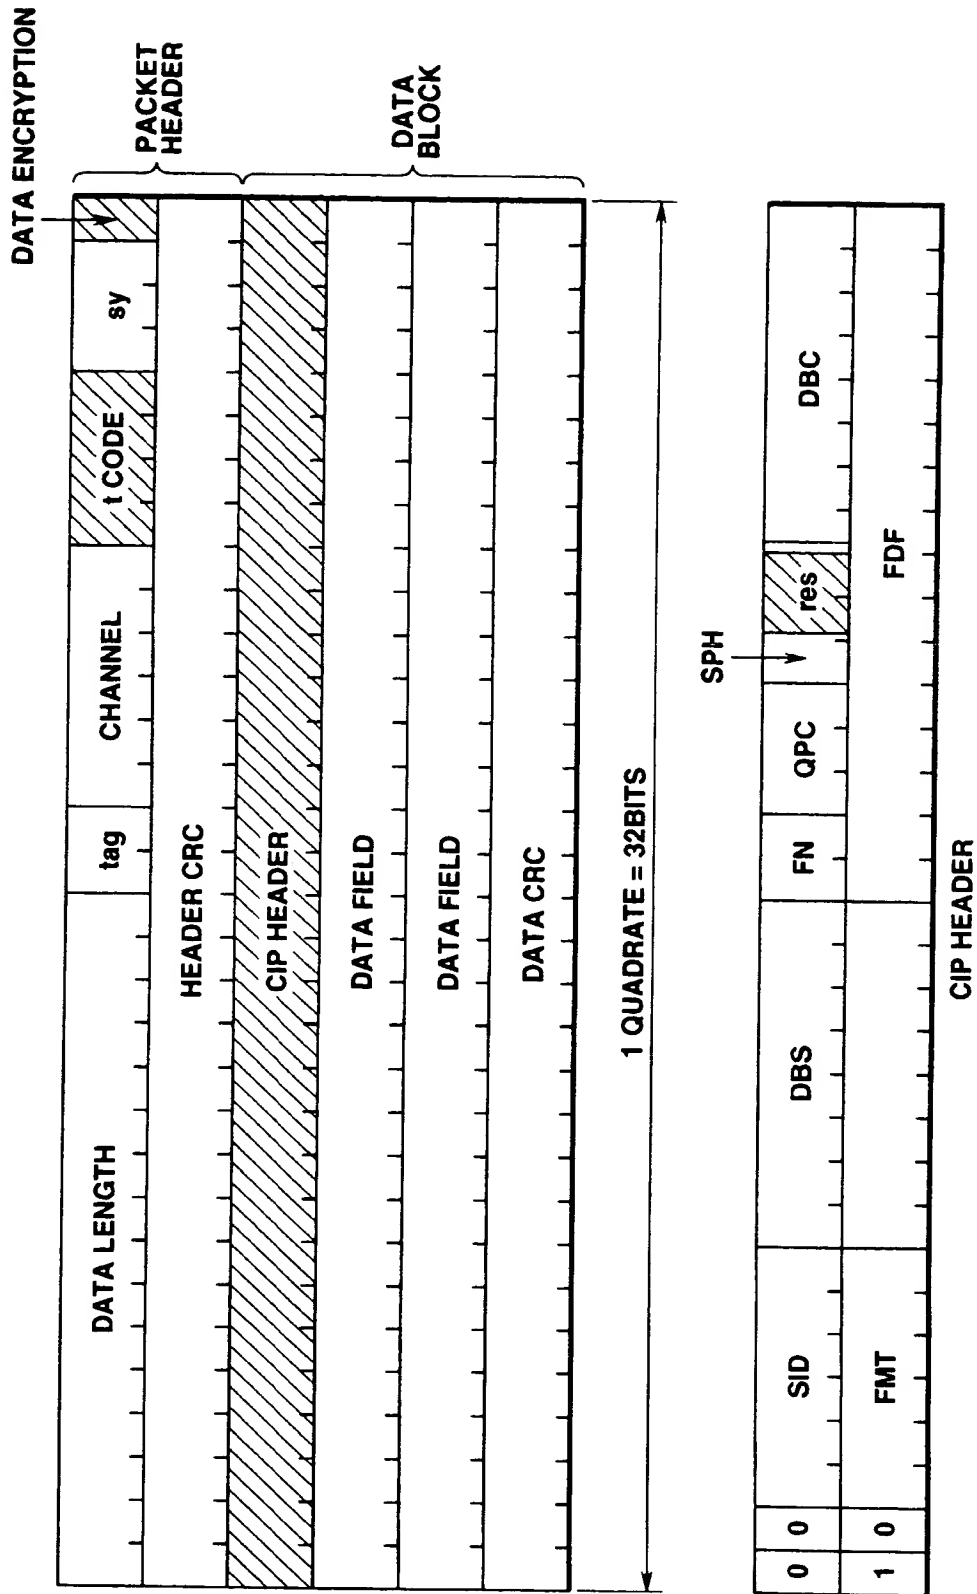 DATA ENCRYPTION
DATA LENGTH
tag
CHANNEL
t CODE
sy
PACKET
HEADER
HEADER CRC
CIP HEADER
DATA FIELD
DATA FIELD
DATA CRC
DATA
BLOCK
1 QUADRATE = 32BITS
SPH
0 0 SID DBS FN QPC res DBC
1 0 FMT FDF
CIP HEADER